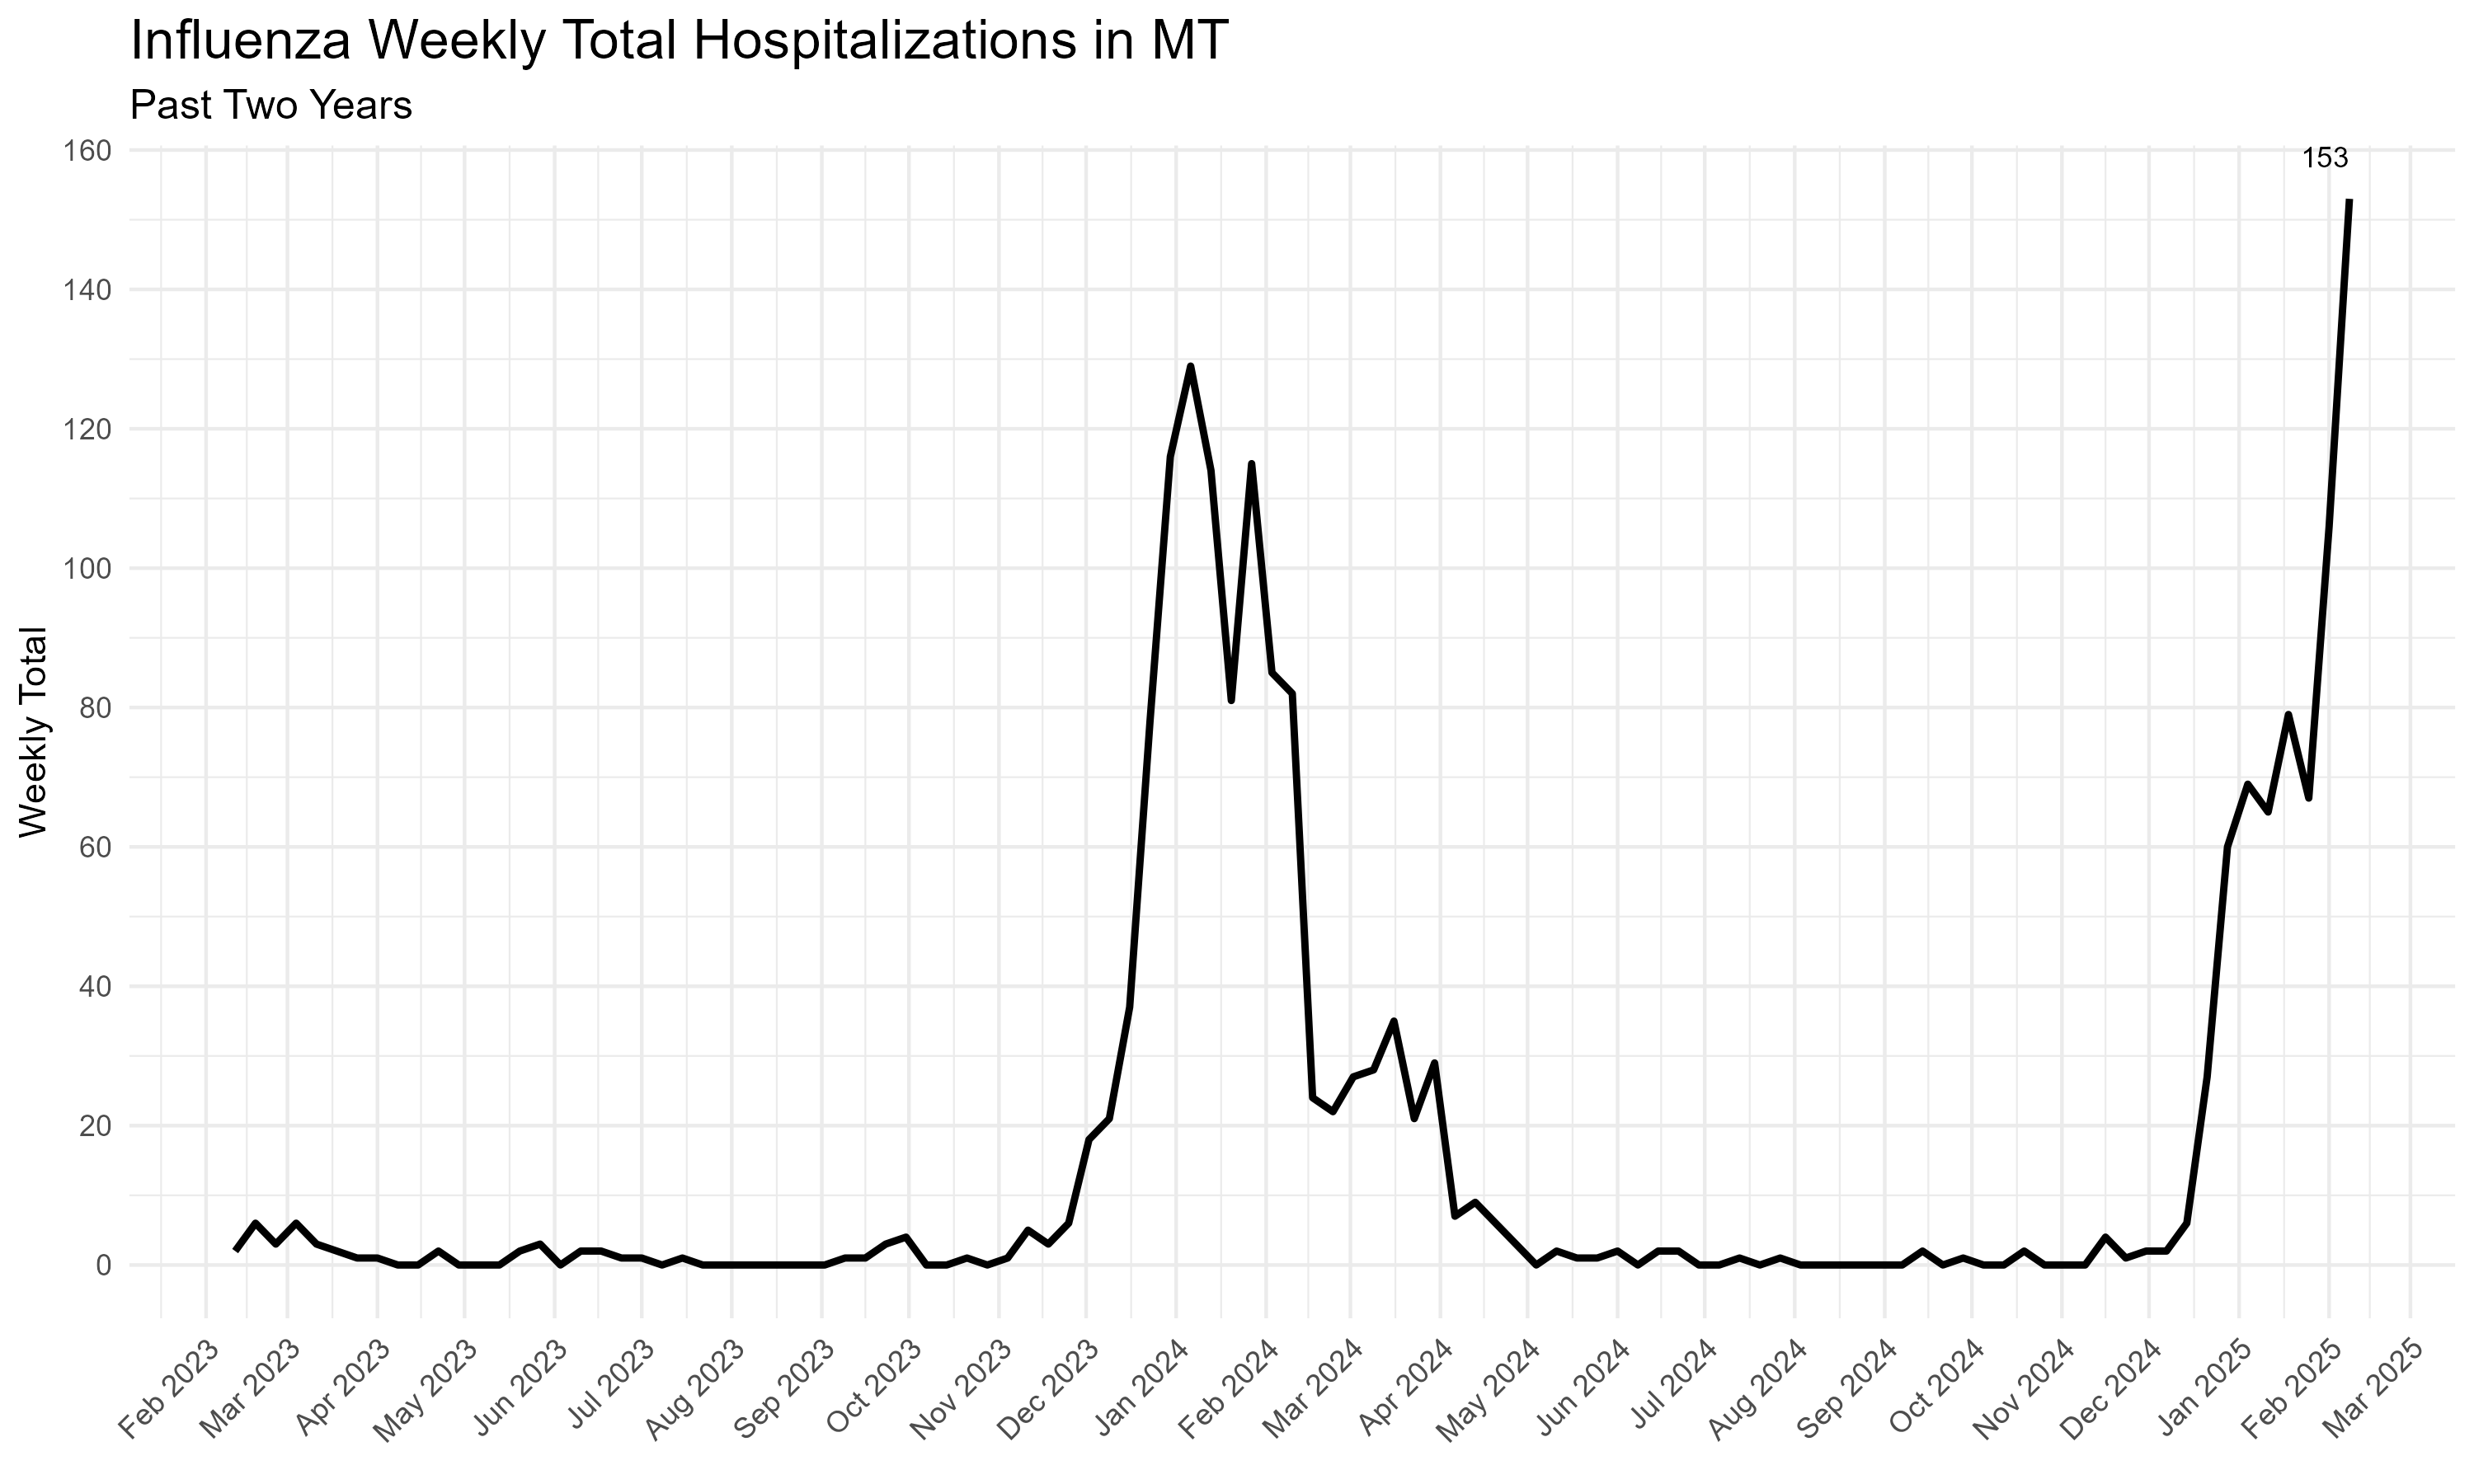 Influenza Weekly Total Hospitalizations in MT
Past Two Years
160
153
140
120
100
80
60
40
20
0
Weekly Total
Feb 2023
Mar 2023
Apr 2023
May 2023
Jun 2023
Jul 2023
Aug 2023
Sep 2023
Oct 2023
Nov 2023
Dec 2023
Jan 2024
Feb 2024
Mar 2024
Apr 2024
May 2024
Jun 2024
Jul 2024
Aug 2024
Sep 2024
Oct 2024
Nov 2024
Dec 2024
Jan 2025
Feb 2025
Mar 2025